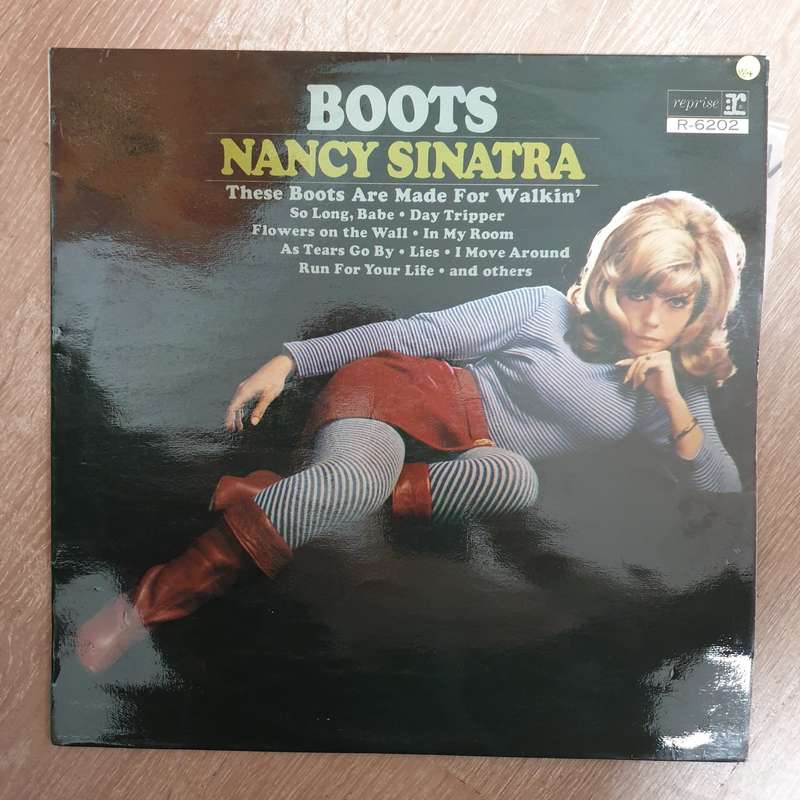 BOOTS
NANCY SINATRA
These Boots Are Made For Walkin'
So Long, Babe • Day Tripper
Flowers on the Wall • In My Room
As Tears Go By • Lies • I Move Around
Run For Your Life • and others
reprise r
R-6202